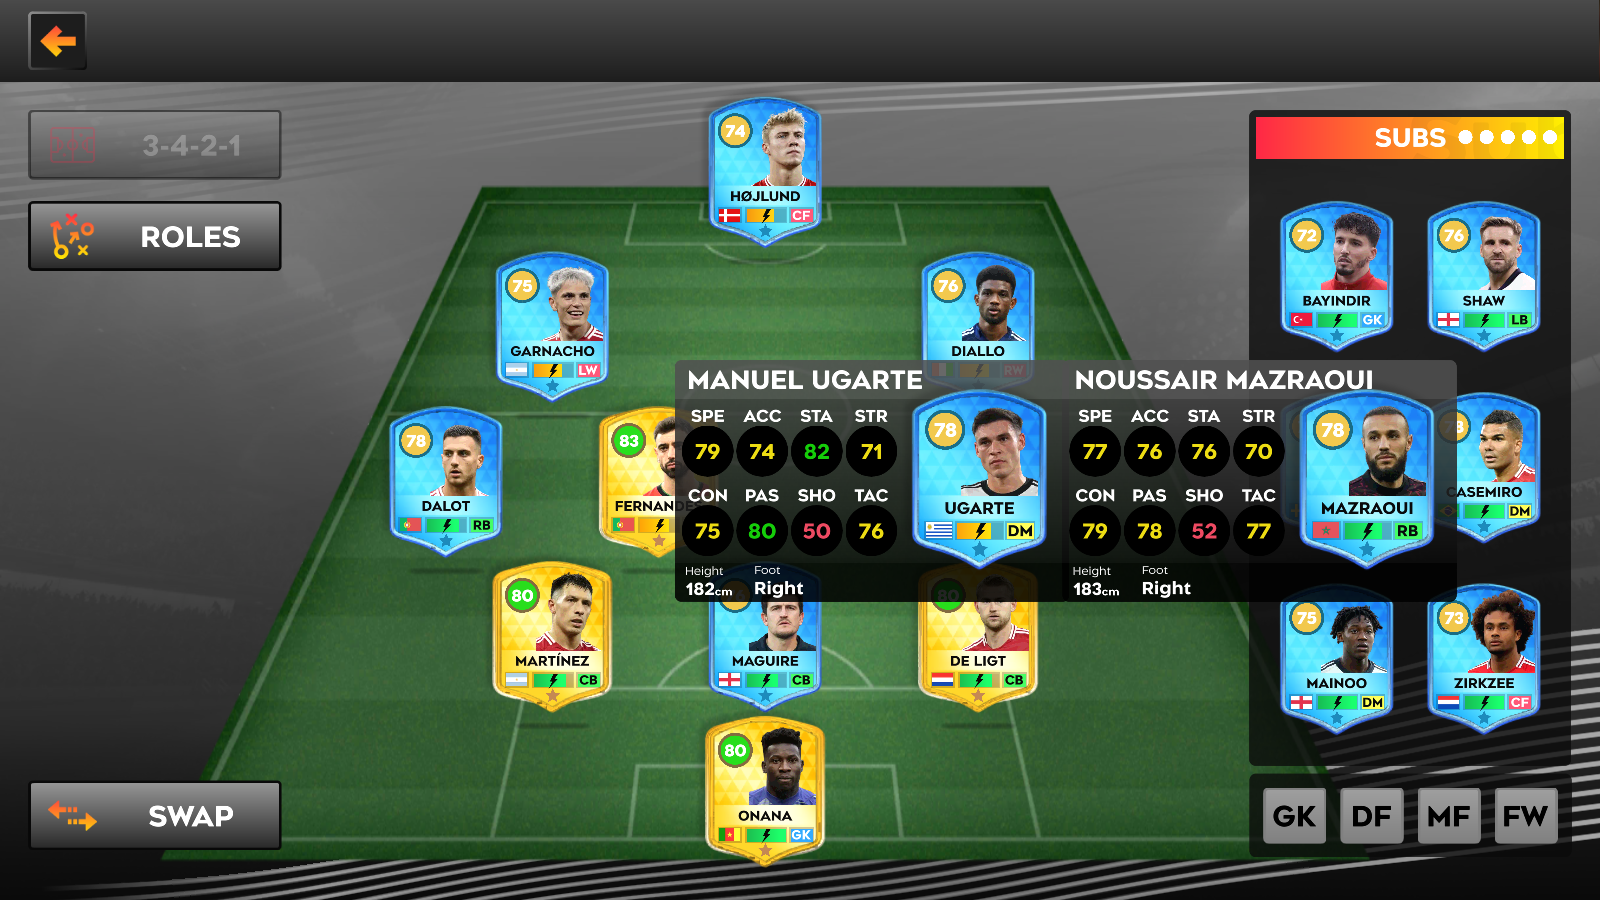 3-4-2-1
ROLES
SWAP
74
HØJLUND
CF
75
GARNACHO
LW
76
DIALLO
RW
78
DALOT
RB
83
FERNANDES
MANUEL UGARTE
SPE ACC STA STR
79 74 82 71
CON PAS SHO TAC
75 80 50 76
Height Foot
182cm Right
78
UGARTE
DM
NOUSSAIR MAZRAOUI
SPE ACC STA STR
77 76 76 70
CON PAS SHO TAC
79 78 52 77
Height Foot
183cm Right
78
MAZRAOUI
RB
80
MARTÍNEZ
CB
MAGUIRE
CB
80
DE LIGT
CB
80
ONANA
GK
SUBS
72
BAYINDIR
GK
76
SHAW
LB
CASEMIRO
DM
75
MAINOO
DM
73
ZIRKZEE
CF
GK DF MF FW